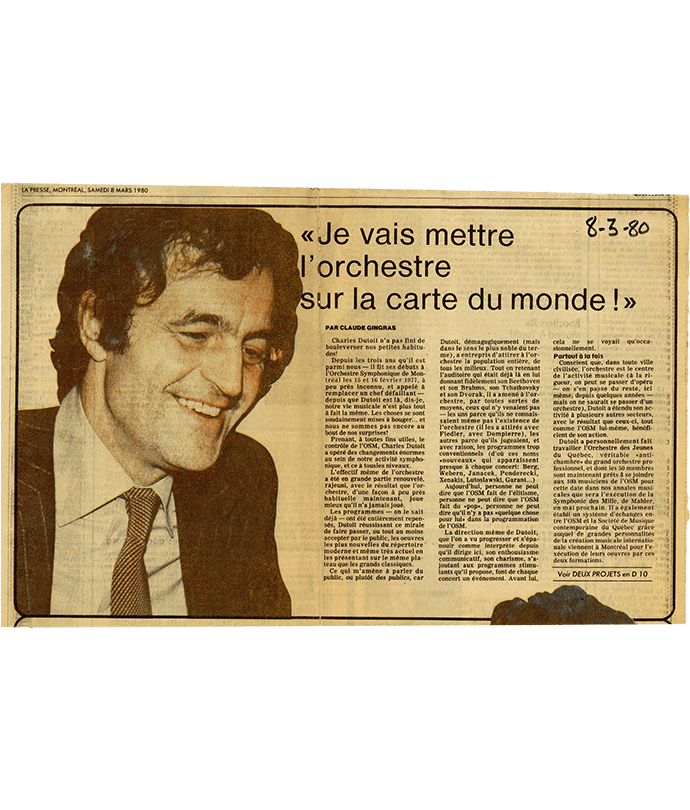 LA PRESSE, MONTRÉAL, SAMEDI 8 MARS 1980
8-3-80
«Je vais mettre
l'orchestre
sur la carte du monde!»
PAR CLAUDE GINGRAS
Charles Dutoit n'a pas fini de
bouleverser nos petites habitu-
des!
Depuis les trois ans qu'il est
parmi nous — il fit ses débuts à
l'Orchestre Symphonique de Mon-
tréal les 15 et 16 février 1977, à
peu près inconnu, et appelé à
remplacer un chef défaillant —
depuis que Dutoit est là, dis-je,
notre vie musicale n'est plus tout
à fait la même. Les choses se sont
soudainement mises à bouger... et
nous ne sommes pas encore au
bout de nos surprises!
Prenant, à toutes fins utiles, le
contrôle de l'OSM, Charles Dutoit
a opéré des changements énormes
au sein de notre activité sympho-
nique, et ce à tous les niveaux.
L'effectif même de l'orchestre
a été en grande partie renouvelé,
rajeuni, avec le résultat que l'or-
chestre, d'une façon à peu près
habituelle maintenant, joue
mieux qu'il n'a jamais joué.
Les programmes — on le sait
déjà — ont été entièrement repen-
sés, Dutoit réussissant ce miracle
de faire passer, ou tout au moins
accepter par le public, les oeuvres
les plus nouvelles du répertoire
moderne et même très actuel en
les présentant sur le même pla-
teau que les grands classiques.
Ce qui m'amène à parler du
public, ou plutôt des publics, car
Dutoit, démagogiquement (mais
dans le sens le plus noble du ter-
me), a entrepris d'attirer à l'or-
chestre la population entière, de
tous les milieux. Tout en retenant
l'auditoire qui était déjà là en lui
donnant fidèlement son Beethoven
et son Brahms, son Tchaikovsky
et son Dvorak, il a amené à l'or-
chestre, par toutes sortes de
moyens, ceux qui n'y venaient pas
— les uns parce qu'ils ne connais-
saient même pas l'existence de
l'orchestre (il les a attirés avec
Fiedler, avec Dompierre), les
autres parce qu'ils jugeaient, et
avec raison, les programmes trop
conventionnels (d'où ces noms
«nouveaux» qui apparaissent
presque à chaque concert: Berg,
Webern, Janacek, Penderecki,
Xenakis, Lutoslawski, Garant...)
Aujourd'hui, personne ne peut
dire que l'OSM fait de l'élitisme,
personne ne peut dire que l'OSM
fait du «pop», personne ne peut
dire qu'il n'y a pas «quelque chose
pour lui» dans la programmation
de l'OSM.
La direction même de Dutoit,
que l'on a vu progresser et s'épa-
nouir comme interprète depuis
qu'il dirige ici, son enthousiasme
communicatif, son charisme, s'a-
joutant aux programmes stimu-
lants qu'il propose, font de chaque
concert un événement. Avant lui,
cela ne se voyait qu'occa-
sionnellement.
Partout à la fois
Conscient que, dans toute ville
civilisée, l'orchestre est le centre
de l'activité musicale (à la ri-
gueur, on peut se passer d'opéra
— on s'en passe du reste, ici
même, depuis quelques années —
mais on ne saurait se passer d'un
orchestre), Dutoit a étendu son ac-
tivité à plusieurs autres secteurs,
avec le résultat que ceux-ci, tout
comme l'OSM lui-même, bénéfi-
cient de son action.
Dutoit a personnellement fait
travailler l'Orchestre des Jeunes
du Québec, véritable «anti-
chambre» du grand orchestre pro-
fessionnel, et dont les 50 membres
sont maintenant prêts à se joindre
aux 100 musiciens de l'OSM pour
cette date dans nos annales musi-
cales que sera l'exécution de la
Symphonie des Mille, de Mahler,
en mai prochain. Il a également
établi un système d'échanges en-
tre l'OSM et la Société de Musique
contemporaine du Québec grâce
auquel de grandes personnalités
de la création musicale internatio-
nale viennent à Montréal pour l'e-
xécution de leurs oeuvres par ces
deux formations.
Voir DEUX PROJETS en D 10